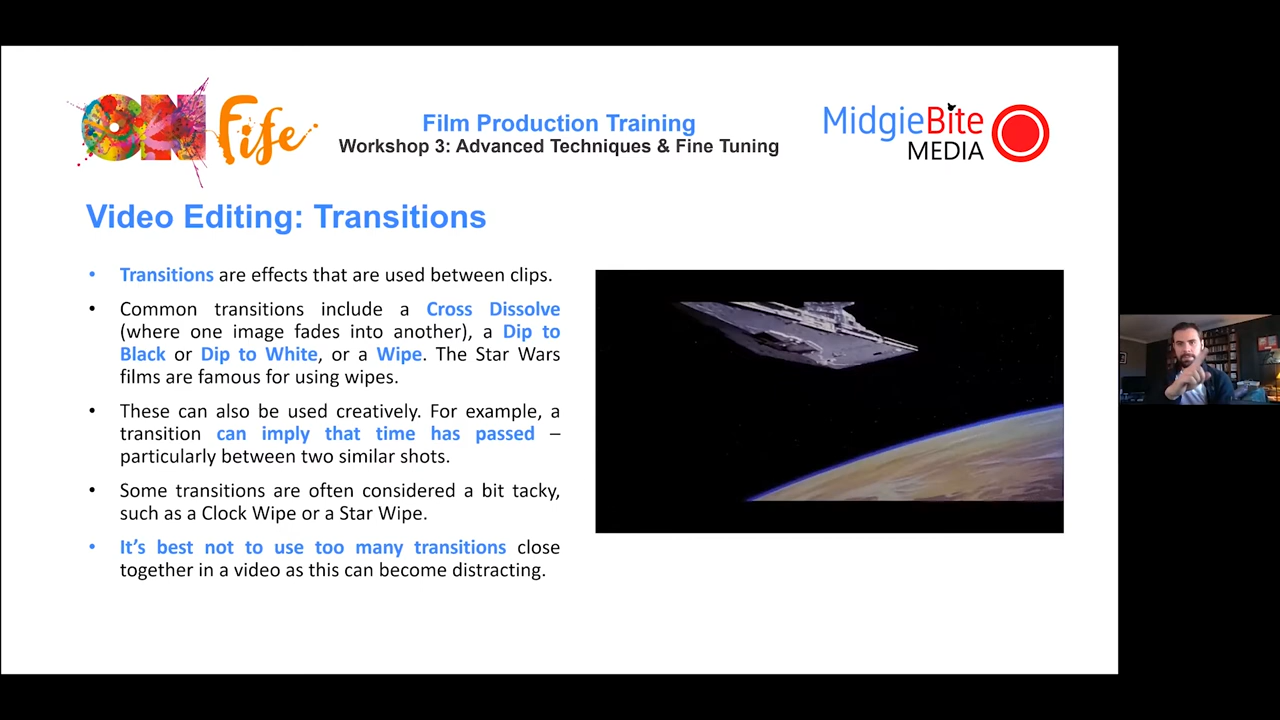 ON Fife
Film Production Training
Workshop 3: Advanced Techniques & Fine Tuning
MidgieBite
MEDIA
Video Editing: Transitions
• Transitions are effects that are used between clips.
• Common transitions include a Cross Dissolve
(where one image fades into another), a Dip to
Black or Dip to White, or a Wipe. The Star Wars
films are famous for using wipes.
• These can also be used creatively. For example, a
transition can imply that time has passed –
particularly between two similar shots.
• Some transitions are often considered a bit tacky,
such as a Clock Wipe or a Star Wipe.
• It’s best not to use too many transitions close
together in a video as this can become distracting.